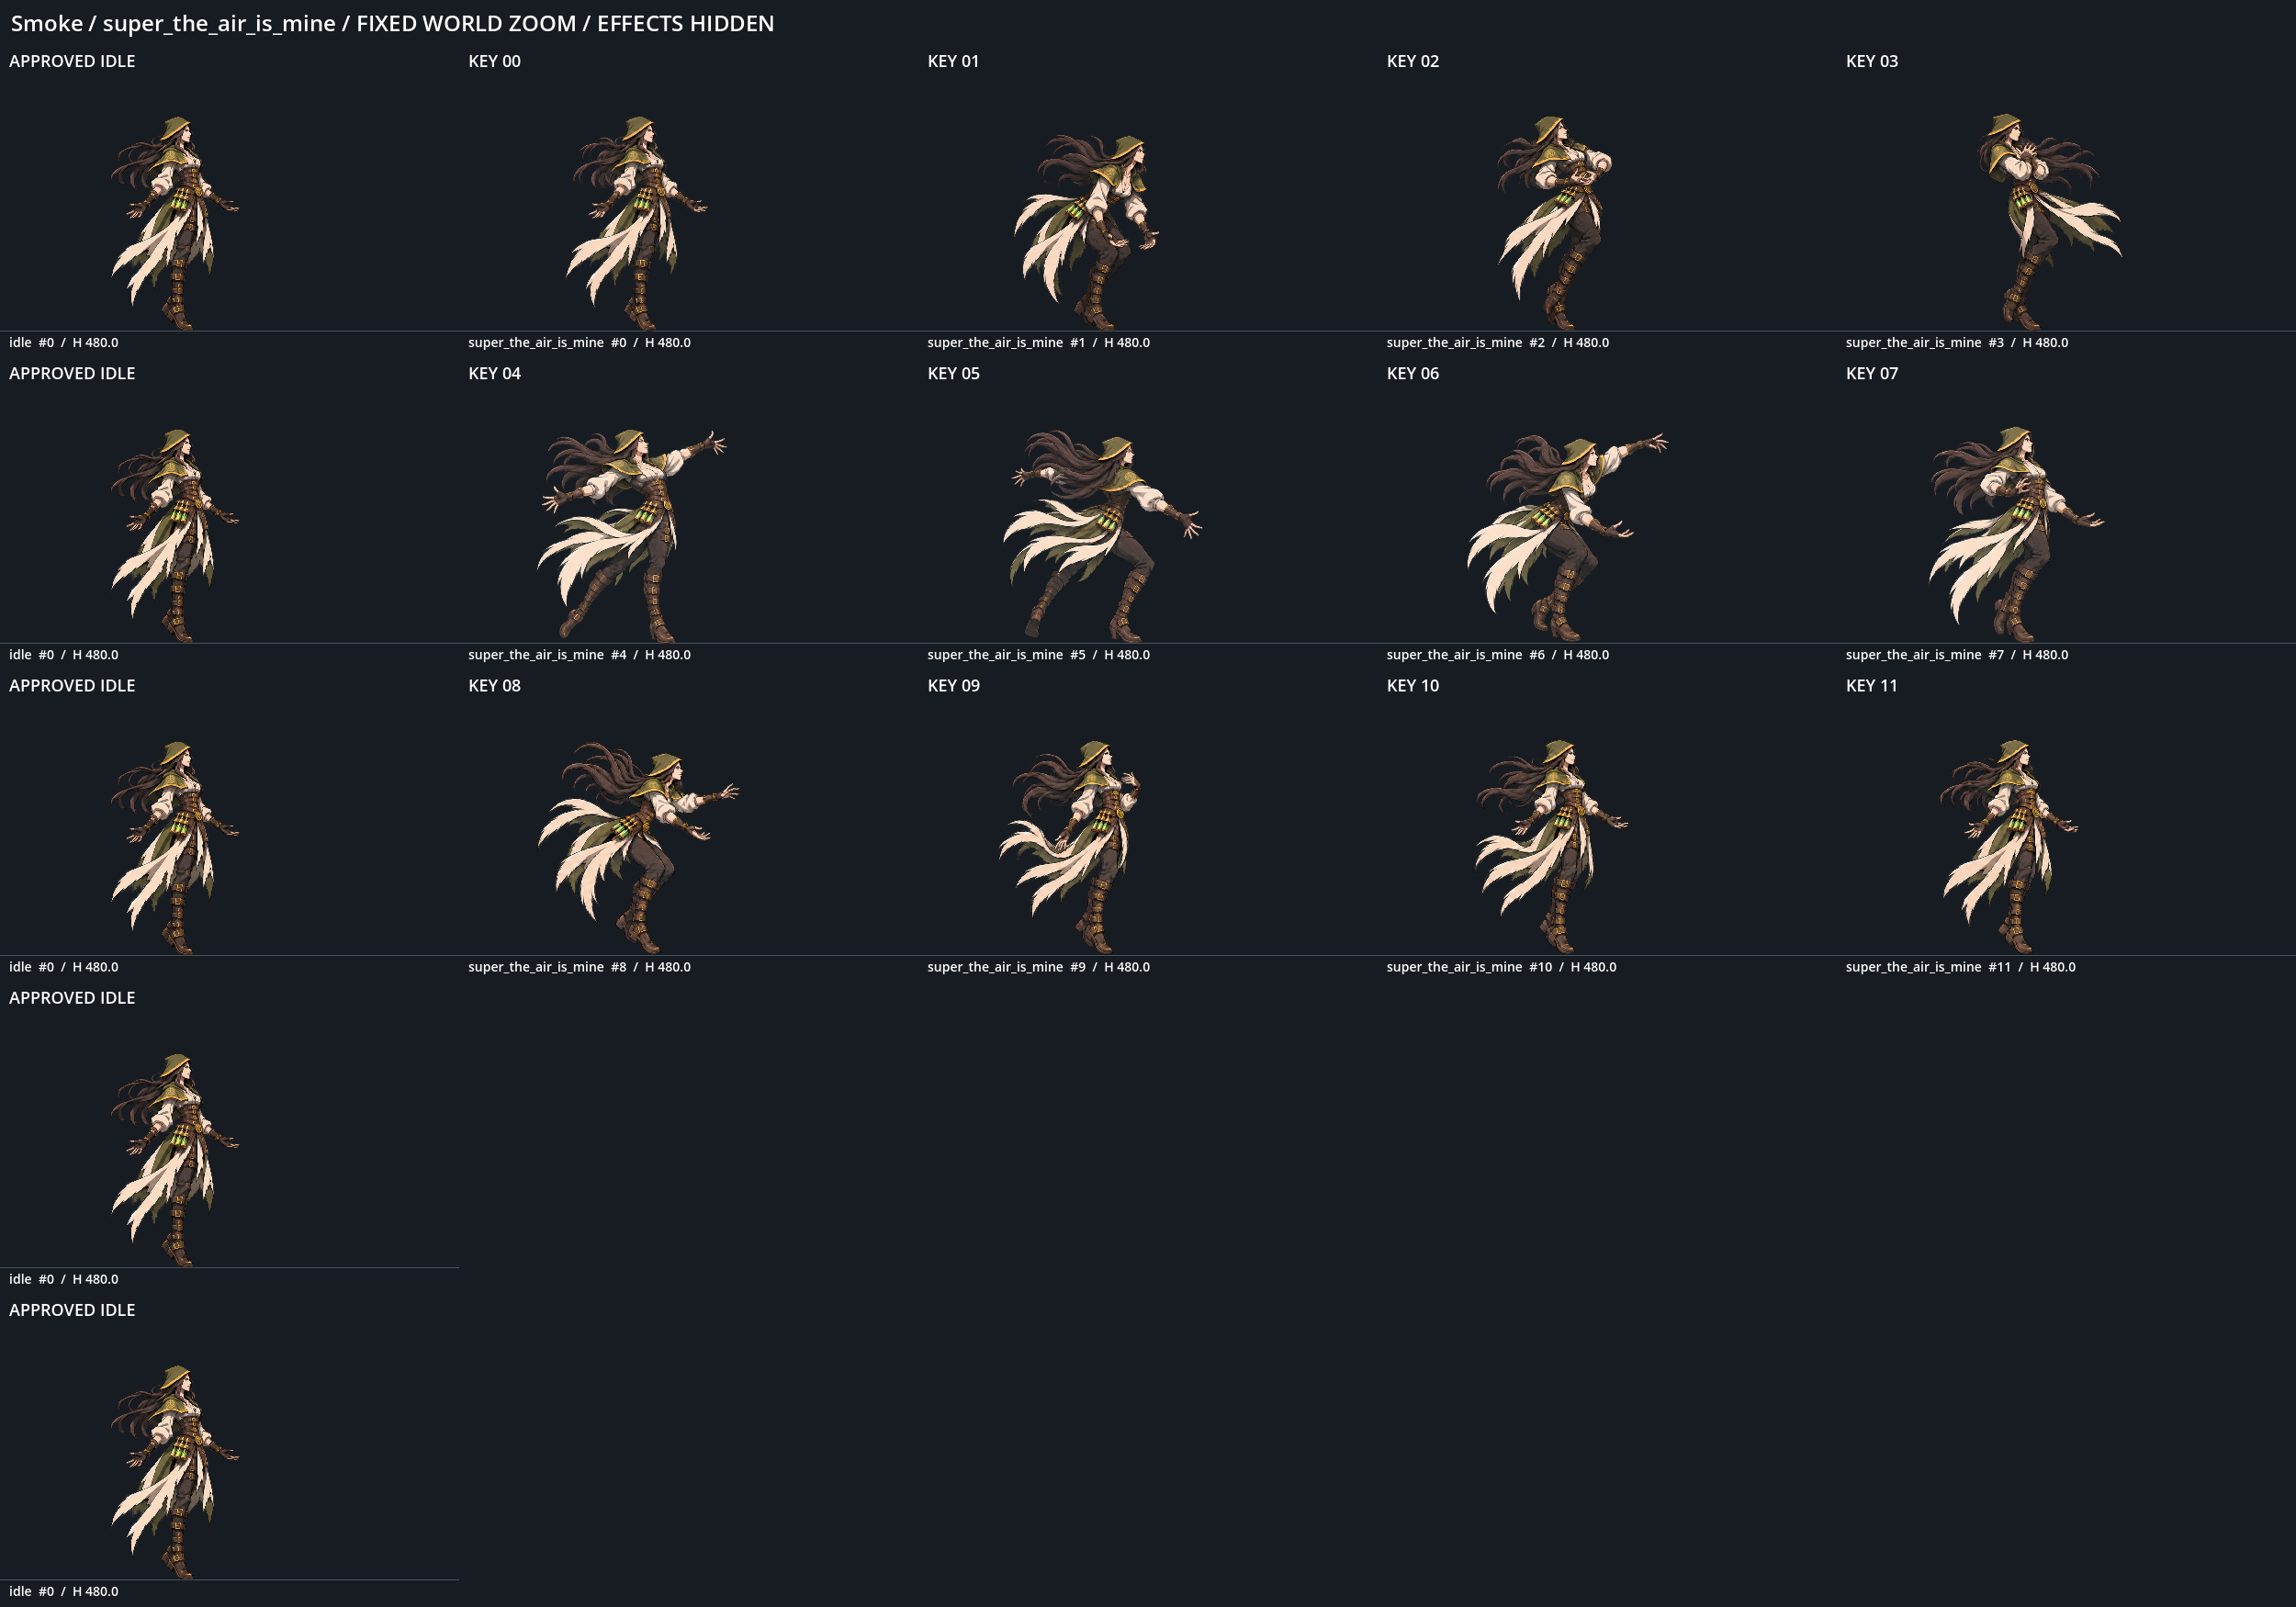 Smoke / super_the_air_is_mine / FIXED WORLD ZOOM / EFFECTS HIDDEN
APPROVED IDLE KEY 00 KEY 01 KEY 02 KEY 03
idle #0 / H 480.0 super_the_air_is_mine #0 / H 480.0 super_the_air_is_mine #1 / H 480.0 super_the_air_is_mine #2 / H 480.0 super_the_air_is_mine #3 / H 480.0
APPROVED IDLE KEY 04 KEY 05 KEY 06 KEY 07
idle #0 / H 480.0 super_the_air_is_mine #4 / H 480.0 super_the_air_is_mine #5 / H 480.0 super_the_air_is_mine #6 / H 480.0 super_the_air_is_mine #7 / H 480.0
APPROVED IDLE KEY 08 KEY 09 KEY 10 KEY 11
idle #0 / H 480.0 super_the_air_is_mine #8 / H 480.0 super_the_air_is_mine #9 / H 480.0 super_the_air_is_mine #10 / H 480.0 super_the_air_is_mine #11 / H 480.0
APPROVED IDLE
idle #0 / H 480.0
APPROVED IDLE
idle #0 / H 480.0